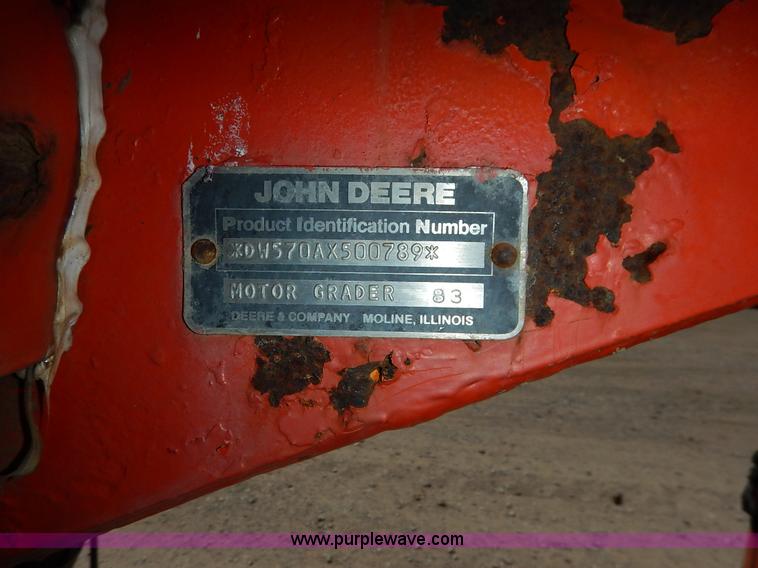 JOHN DEERE
Product Identification Number
*DW570AX500789*
MOTOR GRADER 83
DEERE & COMPANY MOLINE, ILLINOIS
www.purplewave.com